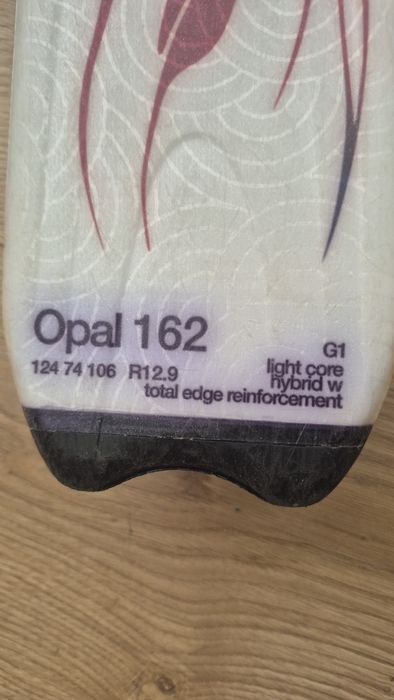 Opal 162
124 74 106 R12.9
G1
light core
hybrid w
total edge reinforcement